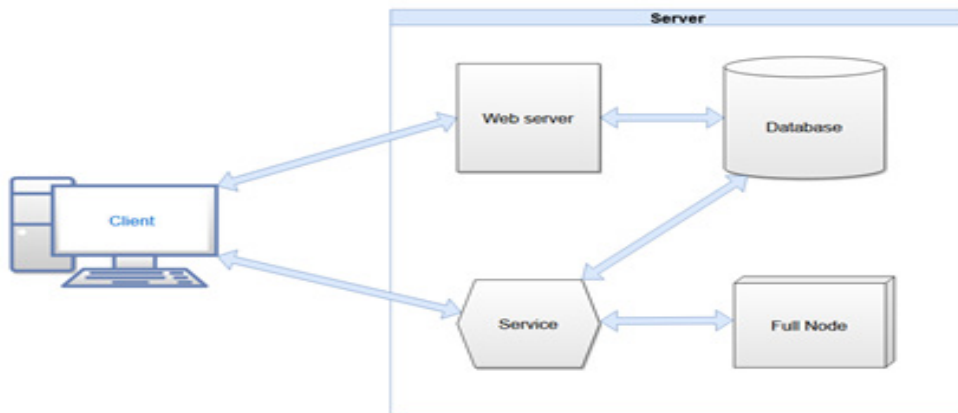 Server
Web server
Database
Client
Service
Full Node